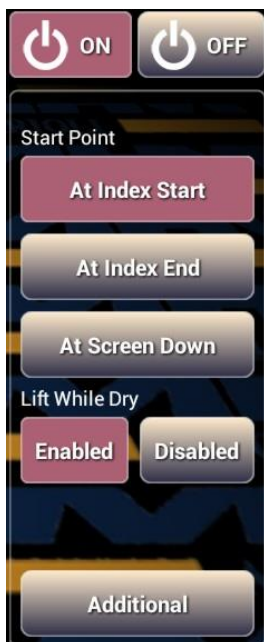 ON OFF
Start Point
At Index Start
At Index End
At Screen Down
Lift While Dry
Enabled Disabled
Additional